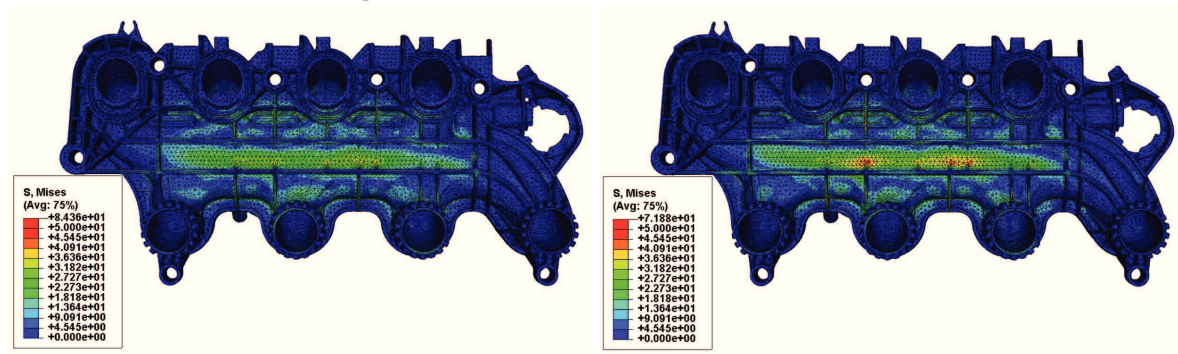 S, Mises
(Avg: 75%)
+8.436e+01
+5.000e+01
+4.545e+01
+4.091e+01
+3.636e+01
+3.182e+01
+2.727e+01
+2.273e+01
+1.818e+01
+1.364e+01
+9.091e+00
+4.545e+00
+0.000e+00
S, Mises
(Avg: 75%)
+7.188e+01
+5.000e+01
+4.545e+01
+4.091e+01
+3.636e+01
+3.182e+01
+2.727e+01
+2.273e+01
+1.818e+01
+1.364e+01
+9.091e+00
+4.545e+00
+0.000e+00